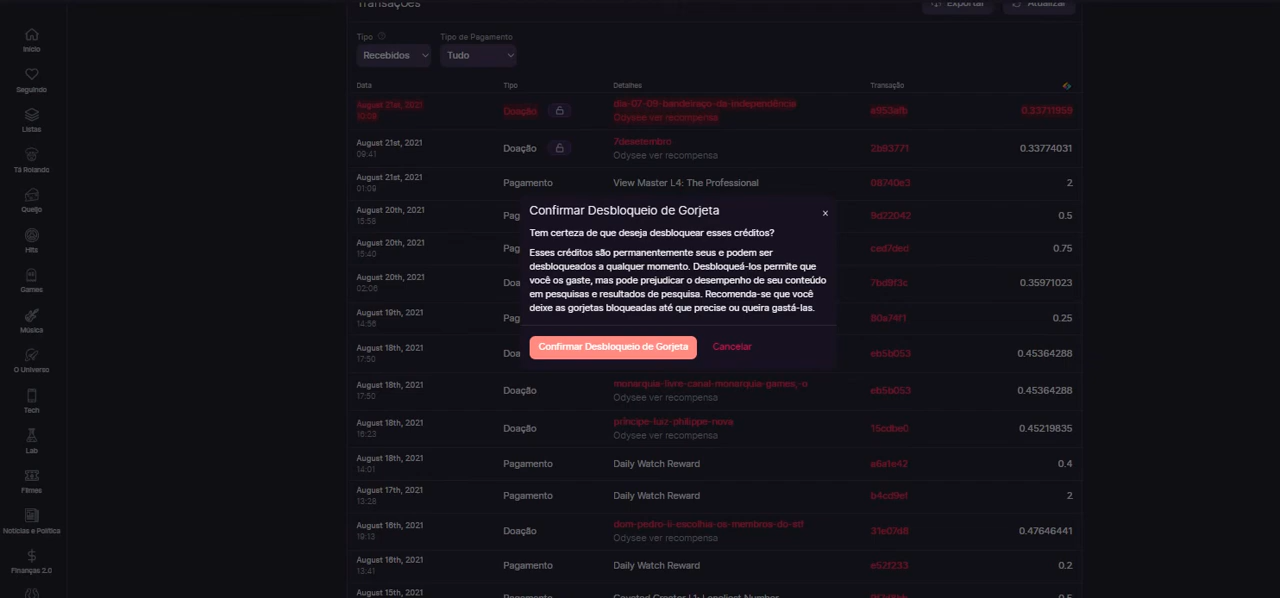 Transações
Exportar
Atualizar
Início
Seguindo
Listas
Tá Rolando
Queijo
Hits
Games
Música
O Universo
Tech
Lab
Filmes
Notícias e Política
Finanças 2.0
Tipo
Tipo de Pagamento
Recebidos
Tudo
Data
Tipo
Detalhes
Transação
August 21st, 2021
10:08
Doação
dia-07-09-bandeiraço-da-independência
Odysee ver recompensa
a953afb
0.33711959
August 21st, 2021
09:41
Doação
7desetembro
Odysee ver recompensa
2b93771
0.33774031
August 21st, 2021
01:09
Pagamento
View Master L4: The Professional
08740e3
2
August 20th, 2021
15:58
Pag
9d22042
0.5
August 20th, 2021
15:40
Pag
ced7ded
0.75
August 20th, 2021
02:06
Doa
7bd9f3c
0.35971023
August 19th, 2021
14:56
Pag
80a74f1
0.25
August 18th, 2021
17:50
Doa
eb5b053
0.45364288
Confirmar Desbloqueio de Gorjeta
×
Tem certeza de que deseja desbloquear esses créditos?
Esses créditos são permanentemente seus e podem ser
desbloqueados a qualquer momento. Desbloqueá-los permite que
você os gaste, mas pode prejudicar o desempenho de seu conteúdo
em pesquisas e resultados de pesquisa. Recomenda-se que você
deixe as gorjetas bloqueadas até que precise ou queira gastá-las.
Confirmar Desbloqueio de Gorjeta
Cancelar
August 18th, 2021
17:50
Doação
monarquia-livre-canal-monarquia-games,-o
Odysee ver recompensa
eb5b053
0.45364288
August 18th, 2021
16:23
Doação
príncipe-luiz-philippe-nova
Odysee ver recompensa
15cdbe0
0.45219835
August 18th, 2021
14:01
Pagamento
Daily Watch Reward
a6a1e42
0.4
August 17th, 2021
13:28
Pagamento
Daily Watch Reward
b4cd9ef
2
August 16th, 2021
19:13
Doação
dom-pedro-ii-escolhia-os-membros-do-stf
Odysee ver recompensa
31e07d8
0.47646441
August 16th, 2021
13:41
Pagamento
Daily Watch Reward
e52f233
0.2
August 15th, 2021